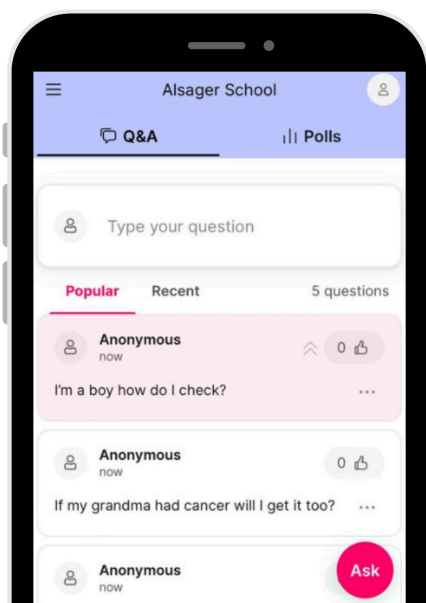 Alsager School
Q&A Polls
Type your question
Popular Recent 5 questions
Anonymous
now
0
I'm a boy how do I check?
Anonymous
now
0
If my grandma had cancer will I get it too?
Anonymous
now
Ask